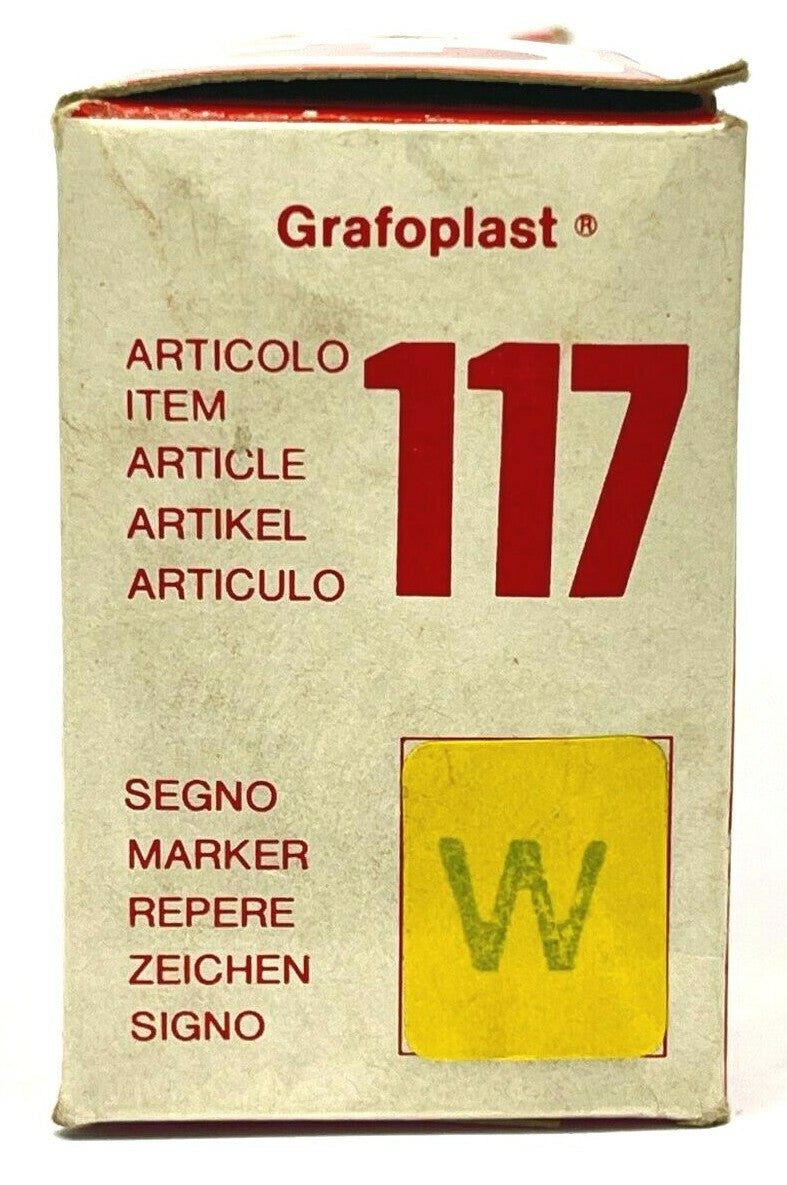 Grafoplast ®
ARTICOLO
ITEM
ARTICLE
ARTIKEL
ARTICULO
117
SEGNO
MARKER
REPERE
ZEICHEN
SIGNO
W